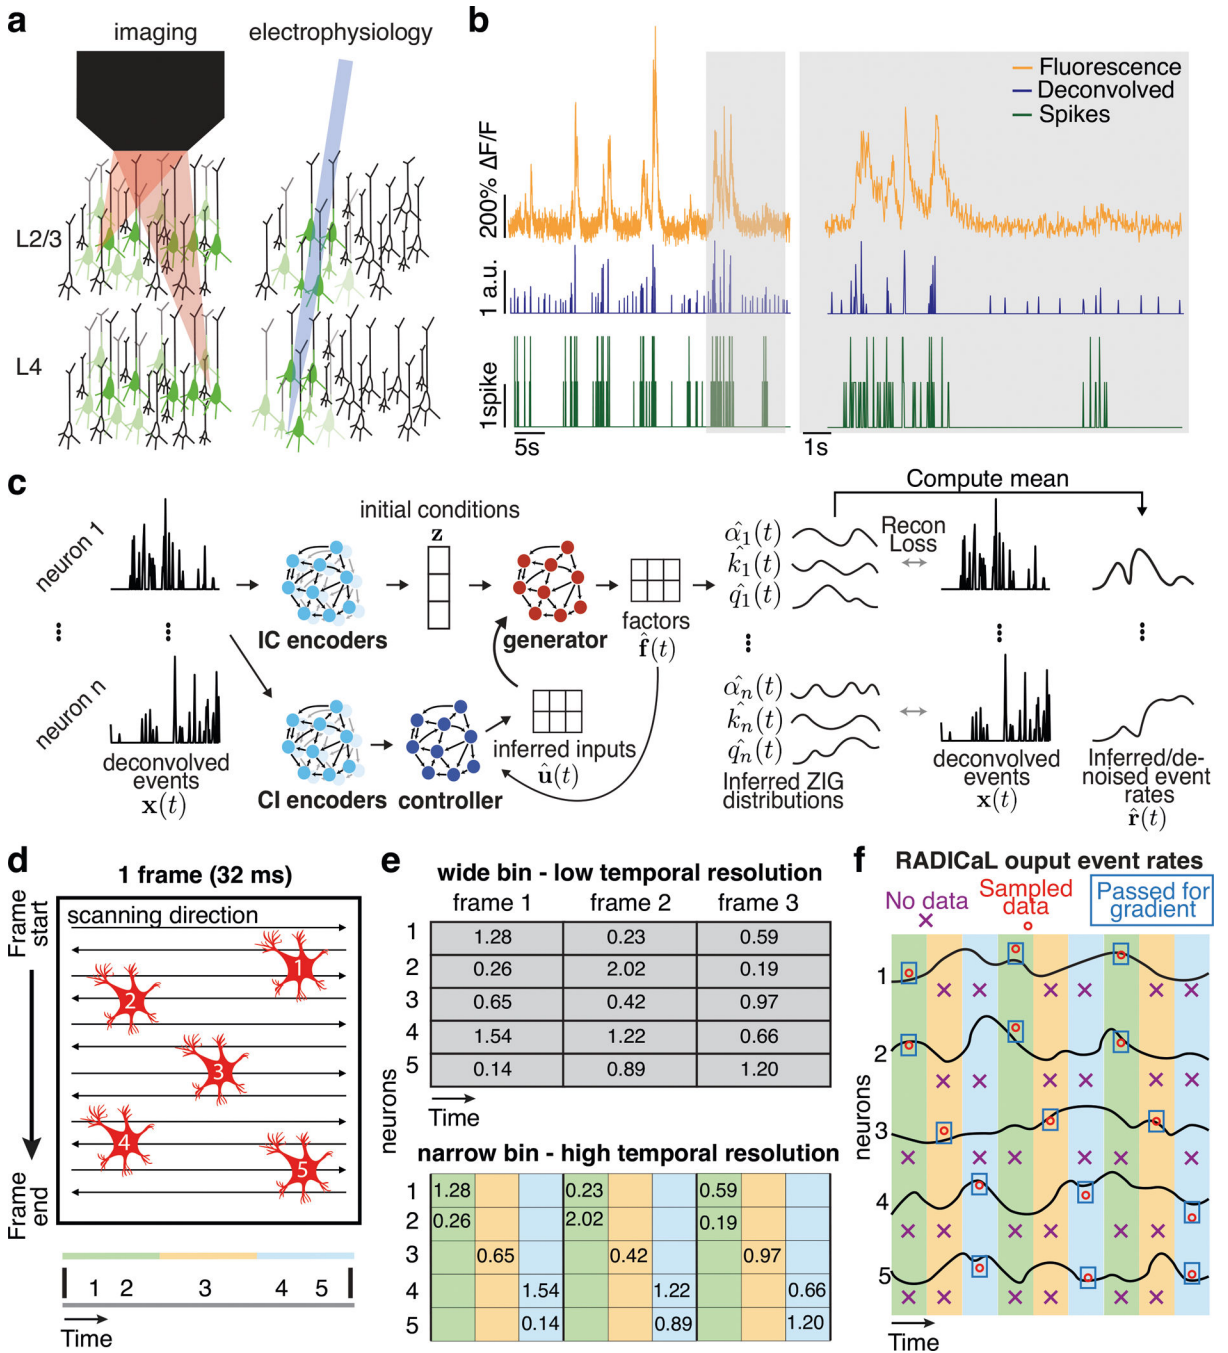 a
imaging
electrophysiology
L2/3
L4
b
Fluorescence
Deconvolved
Spikes
200% ΔF/F
1 a.u.
1spike
5s
1s
c
Compute mean
neuron 1
initial conditions
z
α̂₁(t)
k̂₁(t)
q̂₁(t)
Recon
Loss
IC encoders
generator
factors
f̂(t)
neuron n
deconvolved
events
x(t)
CI encoders
controller
inferred inputs
û(t)
α̂ₙ(t)
k̂ₙ(t)
q̂ₙ(t)
Inferred ZIG
distributions
deconvolved
events
x(t)
Inferred/de-
noised event
rates
r̂(t)
d
1 frame (32 ms)
Frame
start
scanning direction
1
2
3
4
5
Frame
end
1 2 3 4 5
Time
e
wide bin - low temporal resolution
frame 1 frame 2 frame 3
1 1.28 0.23 0.59
2 0.26 2.02 0.19
3 0.65 0.42 0.97
4 1.54 1.22 0.66
5 0.14 0.89 1.20
Time
neurons
narrow bin - high temporal resolution
1 1.28 0.23 0.59
2 0.26 2.02 0.19
3 0.65 0.42 0.97
4 1.54 1.22 0.66
5 0.14 0.89 1.20
f
RADICaL ouput event rates
No data
Sampled
data
Passed for
gradient
1
2
3
4
5
neurons
Time